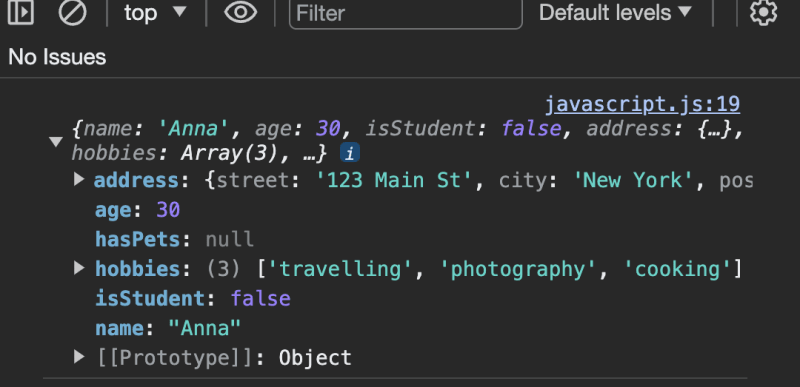 top ▼ Filter Default levels ▼
No Issues
javascript.js:19
{name: 'Anna', age: 30, isStudent: false, address: {…},
hobbies: Array(3), …} i
address: {street: '123 Main St', city: 'New York', pos
age: 30
hasPets: null
hobbies: (3) ['travelling', 'photography', 'cooking']
isStudent: false
name: "Anna"
[[Prototype]]: Object